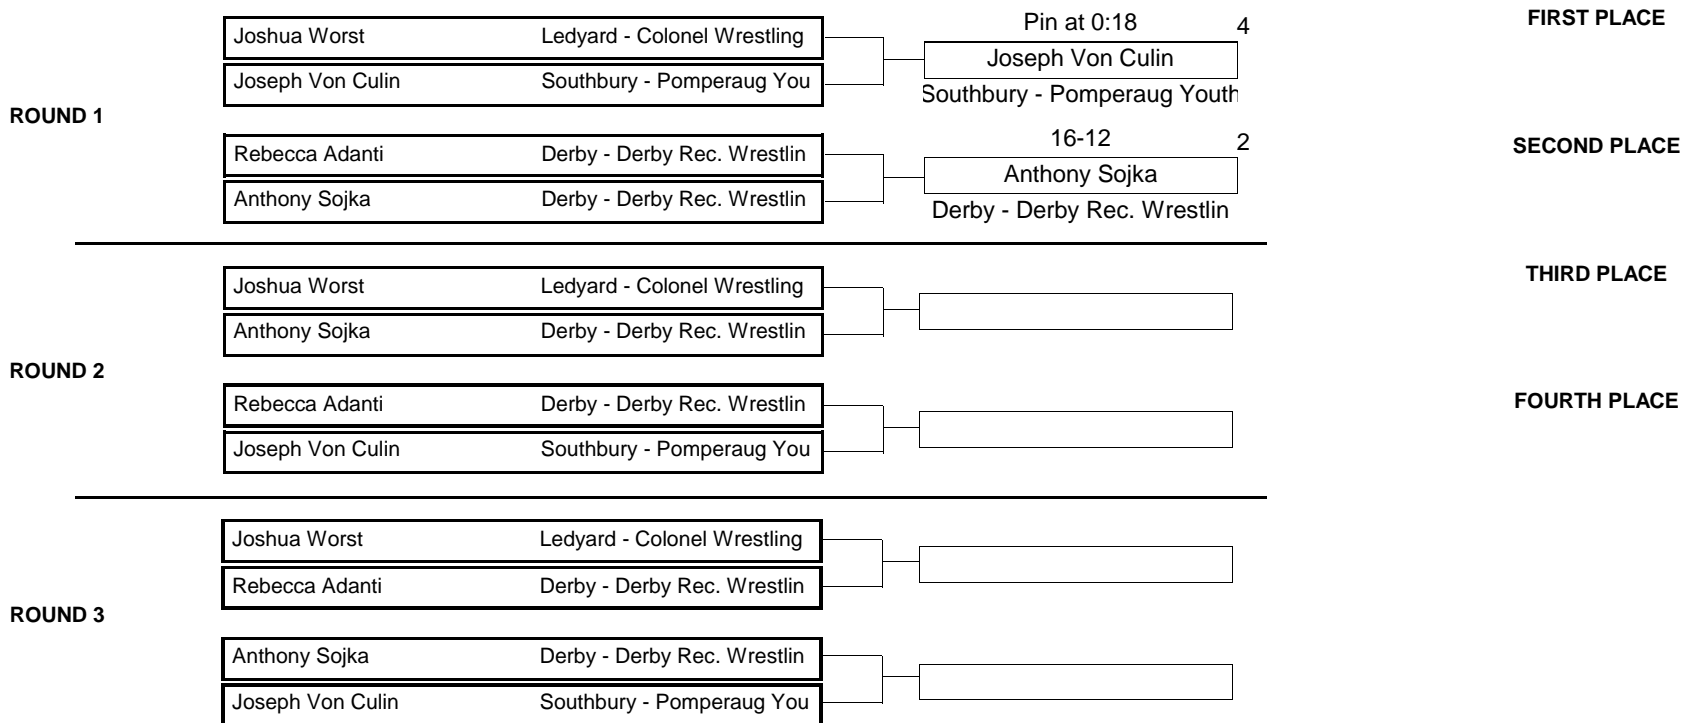 Pin at 0:18 4 FIRST PLACE
Joshua Worst Ledyard - Colonel Wrestling
Joseph Von Culin
Joseph Von Culin Southbury - Pomperaug You
Southbury - Pomperaug Youth
ROUND 1
16-12 2 SECOND PLACE
Rebecca Adanti Derby - Derby Rec. Wrestlin
Anthony Sojka
Anthony Sojka Derby - Derby Rec. Wrestlin
Derby - Derby Rec. Wrestlin
THIRD PLACE
Joshua Worst Ledyard - Colonel Wrestling
Anthony Sojka Derby - Derby Rec. Wrestlin
ROUND 2
Rebecca Adanti Derby - Derby Rec. Wrestlin FOURTH PLACE
Joseph Von Culin Southbury - Pomperaug You
Joshua Worst Ledyard - Colonel Wrestling
Rebecca Adanti Derby - Derby Rec. Wrestlin
ROUND 3
Anthony Sojka Derby - Derby Rec. Wrestlin
Joseph Von Culin Southbury - Pomperaug You